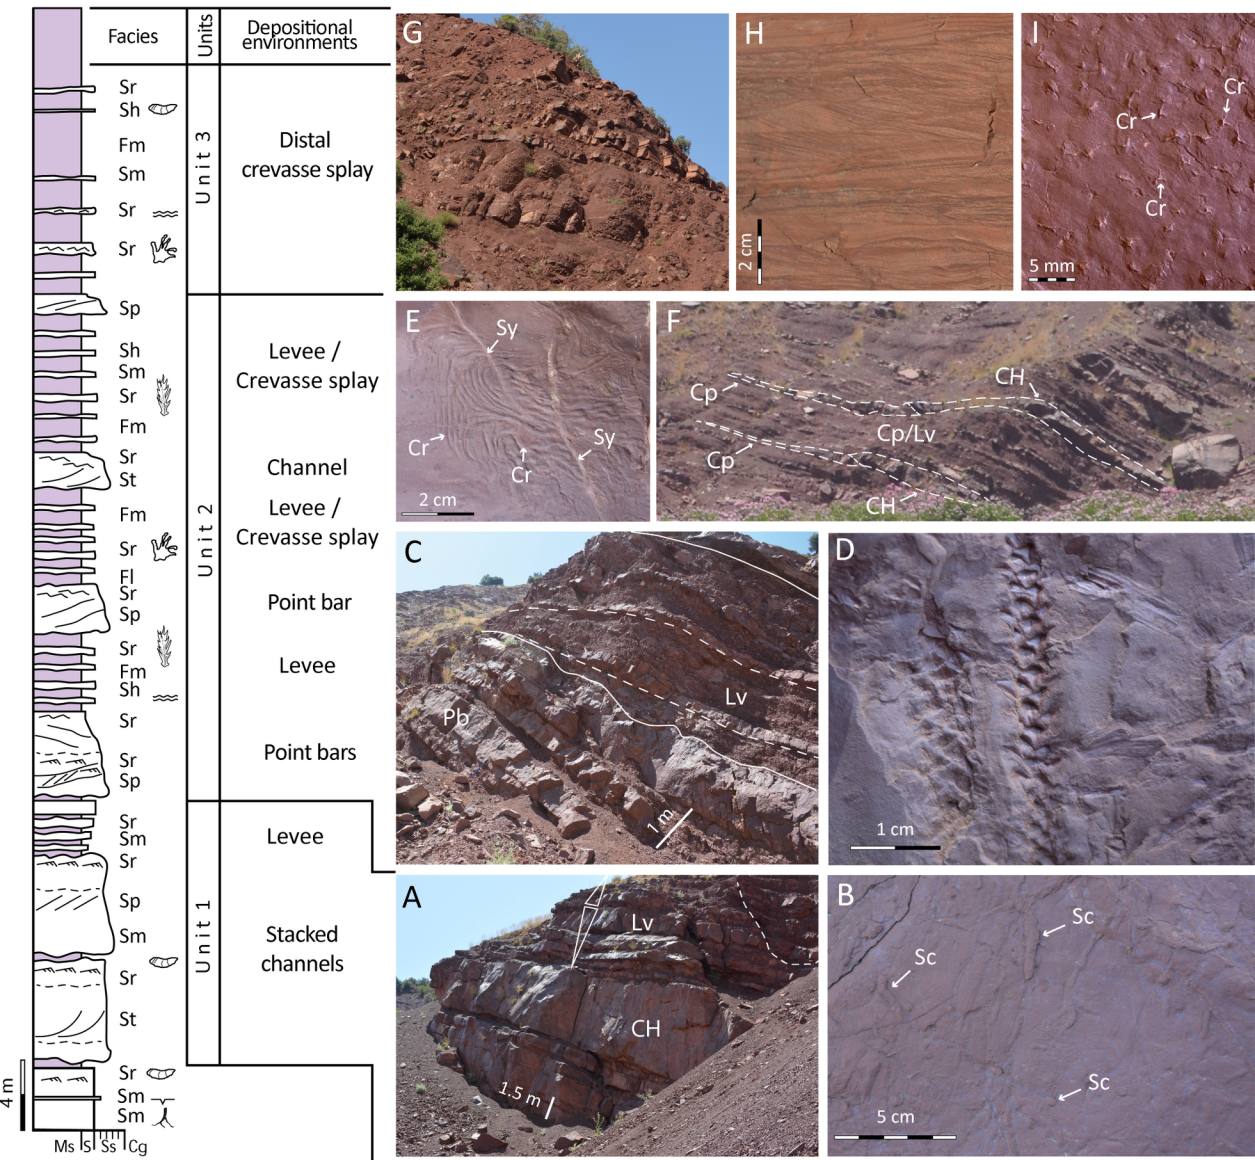 Facies
Units
Depositional
environments
Sr
Sh
Fm
Sm
Sr
Sr
Unit 3
Distal
crevasse splay
Sp
Sh
Sm
Sr
Fm
Sr
St
Fm
Sr
Fl
Sr
Sp
Sr
Fm
Sh
Sr
Sr
Sp
Unit 2
Levee /
Crevasse splay
Channel
Levee /
Crevasse splay
Point bar
Levee
Point bars
Sr
Sm
Sr
Sp
Sm
Sr
St
Unit 1
Levee
Stacked
channels
Sr
Sm
Sm
4 m
Ms
S
Ss
Cg
G
H
2 cm
I
Cr
Cr
Cr
5 mm
E
Sy
Sy
Cr
Cr
2 cm
F
Cp
CH
Cp/Lv
Cp
CH
C
Lv
Pb
1 m
D
1 cm
A
Lv
CH
1.5 m
B
Sc
Sc
Sc
5 cm